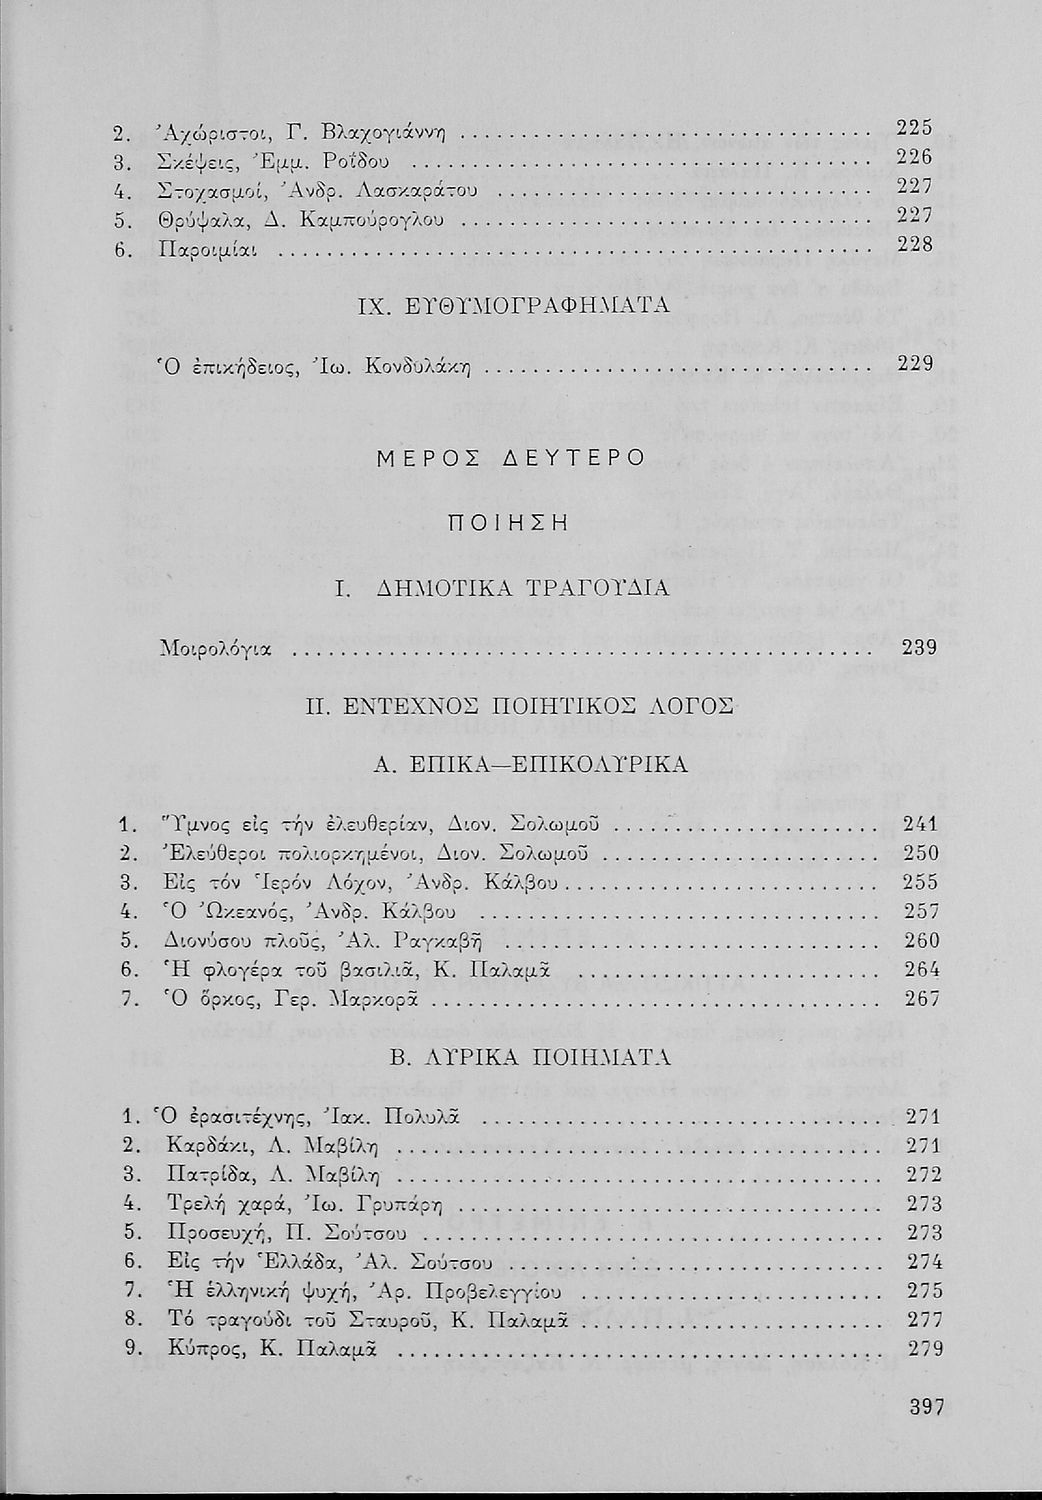 2. Ἀχώριστοι, Γ. Βλαχογιάννη ........ 225
3. Σκέψεις, Ἐμμ. Ροΐδου ........ 226
4. Στοχασμοί, Ἀνδρ. Λασκαράτου ........ 227
5. Θρύψαλα, Δ. Καμπούρογλου ........ 227
6. Παροιμίαι ........ 228
IX. ΕΥΘΥΜΟΓΡΑΦΗΜΑΤΑ
Ὁ ἐπικήδειος, Ἰω. Κονδυλάκη ........ 229
ΜΕΡΟΣ ΔΕΥΤΕΡΟ
ΠΟΙΗΣΗ
I. ΔΗΜΟΤΙΚΑ ΤΡΑΓΟΥΔΙΑ
Μοιρολόγια ........ 239
II. ΕΝΤΕΧΝΟΣ ΠΟΙΗΤΙΚΟΣ ΛΟΓΟΣ
Α. ΕΠΙΚΑ—ΕΠΙΚΟΛΥΡΙΚΑ
1. Ὕμνος εἰς τήν ἐλευθερίαν, Διον. Σολωμοῦ ........ 241
2. Ἐλεύθεροι πολιορκημένοι, Διον. Σολωμοῦ ........ 250
3. Εἰς τόν Ἱερόν Λόχον, Ἀνδρ. Κάλβου ........ 255
4. Ὁ Ὠκεανός, Ἀνδρ. Κάλβου ........ 257
5. Διονύσου πλοῦς, Ἀλ. Ραγκαβῆ ........ 260
6. Ἡ φλογέρα τοῦ βασιλιᾶ, Κ. Παλαμᾶ ........ 264
7. Ὁ ὅρκος, Γερ. Μαρκορᾶ ........ 267
Β. ΛΥΡΙΚΑ ΠΟΙΗΜΑΤΑ
1. Ὁ ἐρασιτέχνης, Ἰακ. Πολυλᾶ ........ 271
2. Καρδάκι, Λ. Μαβίλη ........ 271
3. Πατρίδα, Λ. Μαβίλη ........ 272
4. Τρελή χαρά, Ἰω. Γρυπάρη ........ 273
5. Προσευχή, Π. Σούτσου ........ 273
6. Εἰς τήν Ἑλλάδα, Ἀλ. Σούτσου ........ 274
7. Ἡ ἑλληνική ψυχή, Ἀρ. Προβελεγγίου ........ 275
8. Τό τραγούδι τοῦ Σταυροῦ, Κ. Παλαμᾶ ........ 277
9. Κύπρος, Κ. Παλαμᾶ ........ 279
397